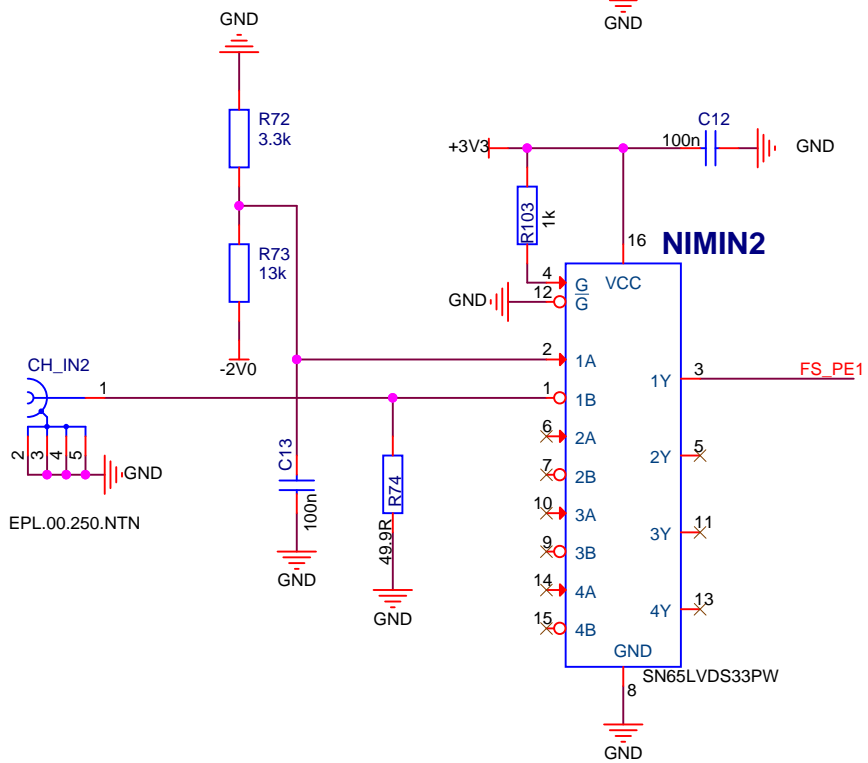 GND
GND
R72
3.3k
C12
+3V3
100n
GND
R103
1k
R73
13k
16
NIMIN2
4
G
VCC
GND
12
G
-2V0
2
1A
CH_IN2
1
1
1B
3
1Y
FS_PE1
2
3
4
5
GND
C13
100n
R74
49.9R
6
2A
7
2B
5
2Y
10
3A
11
3Y
9
3B
14
4A
13
4Y
15
4B
EPL.00.250.NTN
GND
GND
GND
SN65LVDS33PW
8
GND